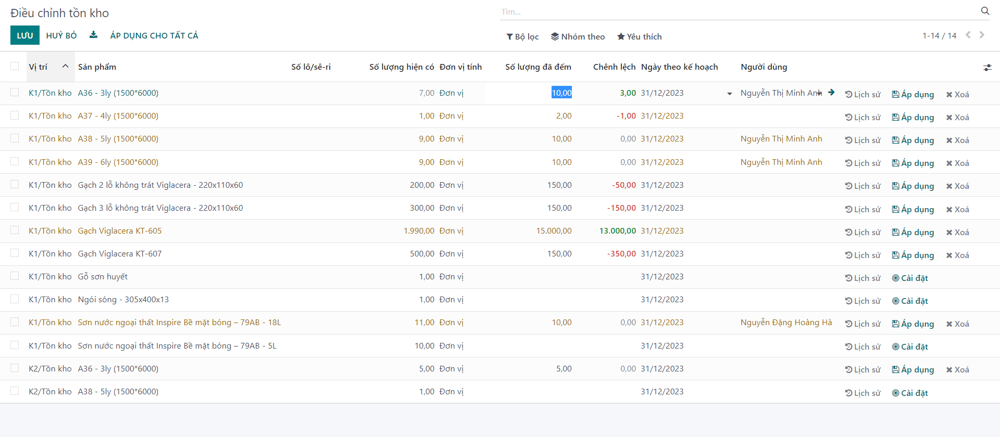 Điều chỉnh tồn kho
Tìm...
LƯU HUỶ BỎ ÁP DỤNG CHO TẤT CẢ
Bộ lọc Nhóm theo Yêu thích 1-14 / 14
Vị trí Sản phẩm Số lô/sê-ri Số lượng hiện có Đơn vị tính Số lượng đã đếm Chênh lệch Ngày theo kế hoạch Người dùng
K1/Tồn kho A36 - 3ly (1500*6000) 7,00 Đơn vị 10,00 3,00 31/12/2023 Nguyễn Thị Minh Anh Lịch sử Áp dụng Xoá
K1/Tồn kho A37 - 4ly (1500*6000) 1,00 Đơn vị 2,00 -1,00 31/12/2023 Lịch sử Áp dụng Xoá
K1/Tồn kho A38 - 5ly (1500*6000) 9,00 Đơn vị 10,00 0,00 31/12/2023 Nguyễn Thị Minh Anh Lịch sử Áp dụng Xoá
K1/Tồn kho A39 - 6ly (1500*6000) 9,00 Đơn vị 10,00 0,00 31/12/2023 Nguyễn Thị Minh Anh Lịch sử Áp dụng Xoá
K1/Tồn kho Gạch 2 lỗ không trát Viglacera - 220x110x60 200,00 Đơn vị 150,00 -50,00 31/12/2023 Lịch sử Áp dụng Xoá
K1/Tồn kho Gạch 3 lỗ không trát Viglacera - 220x110x60 300,00 Đơn vị 150,00 -150,00 31/12/2023 Lịch sử Áp dụng Xoá
K1/Tồn kho Gạch Viglacera KT-605 1.990,00 Đơn vị 15.000,00 13.000,00 31/12/2023 Lịch sử Áp dụng Xoá
K1/Tồn kho Gạch Viglacera KT-607 500,00 Đơn vị 150,00 -350,00 31/12/2023 Lịch sử Áp dụng Xoá
K1/Tồn kho Gỗ sơn huyết 1,00 Đơn vị 31/12/2023 Lịch sử Cài đặt
K1/Tồn kho Ngói sóng - 305x400x13 1,00 Đơn vị 31/12/2023 Lịch sử Cài đặt
K1/Tồn kho Sơn nước ngoại thất Inspire Bề mặt bóng – 79AB - 18L 11,00 Đơn vị 10,00 0,00 31/12/2023 Nguyễn Đặng Hoàng Hà Lịch sử Áp dụng Xoá
K1/Tồn kho Sơn nước ngoại thất Inspire Bề mặt bóng – 79AB - 5L 10,00 Đơn vị 31/12/2023 Lịch sử Cài đặt
K2/Tồn kho A36 - 3ly (1500*6000) 5,00 Đơn vị 5,00 0,00 31/12/2023 Lịch sử Áp dụng Xoá
K2/Tồn kho A38 - 5ly (1500*6000) 1,00 Đơn vị 31/12/2023 Lịch sử Cài đặt